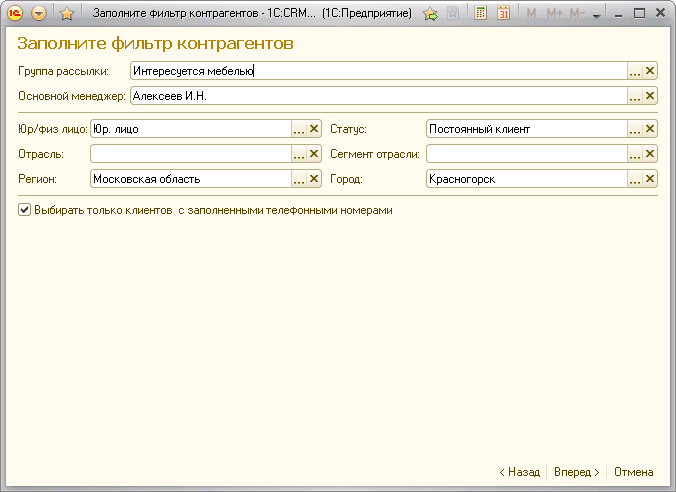 Заполните фильтр контрагентов - 1С:CRM... (1С:Предприятие) 31 M M+ M-
Заполните фильтр контрагентов
Группа рассылки: Интересуется мебелью ...
Основной менеджер: Алексеев И.Н. ...
Юр/Физ лицо: Юр. лицо ... Статус: Постоянный клиент ...
Отрасль: ... Сегмент отрасли: ...
Регион: Московская область ... Город: Красногорск ...
Выбирать только клиентов с заполненными телефонными номерами
< Назад Вперед > Отмена